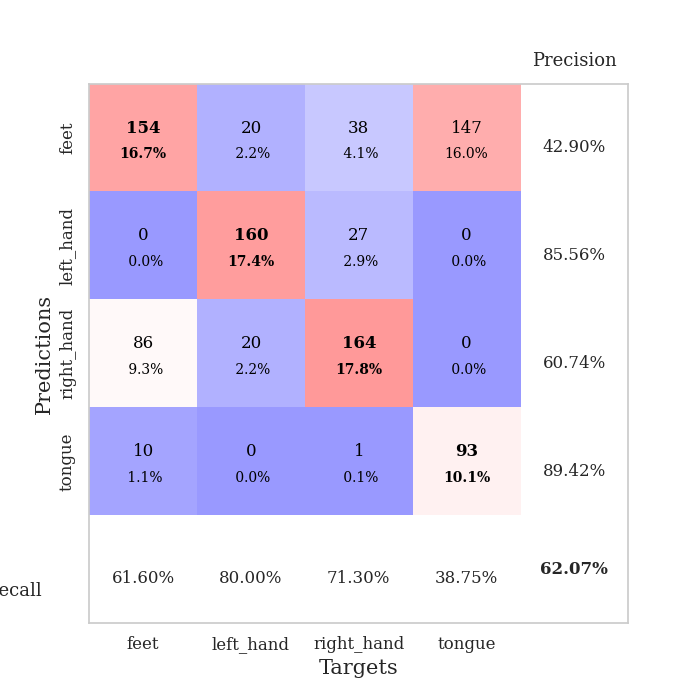 Precision
feet
154 20 38 147
16.7% 2.2% 4.1% 16.0%
42.90%
left_hand
0 160 27 0
0.0% 17.4% 2.9% 0.0%
85.56%
Predictions
right_hand
86 20 164 0
9.3% 2.2% 17.8% 0.0%
60.74%
tongue
10 0 1 93
1.1% 0.0% 0.1% 10.1%
89.42%
ecall
61.60% 80.00% 71.30% 38.75% 62.07%
feet left_hand right_hand tongue
Targets